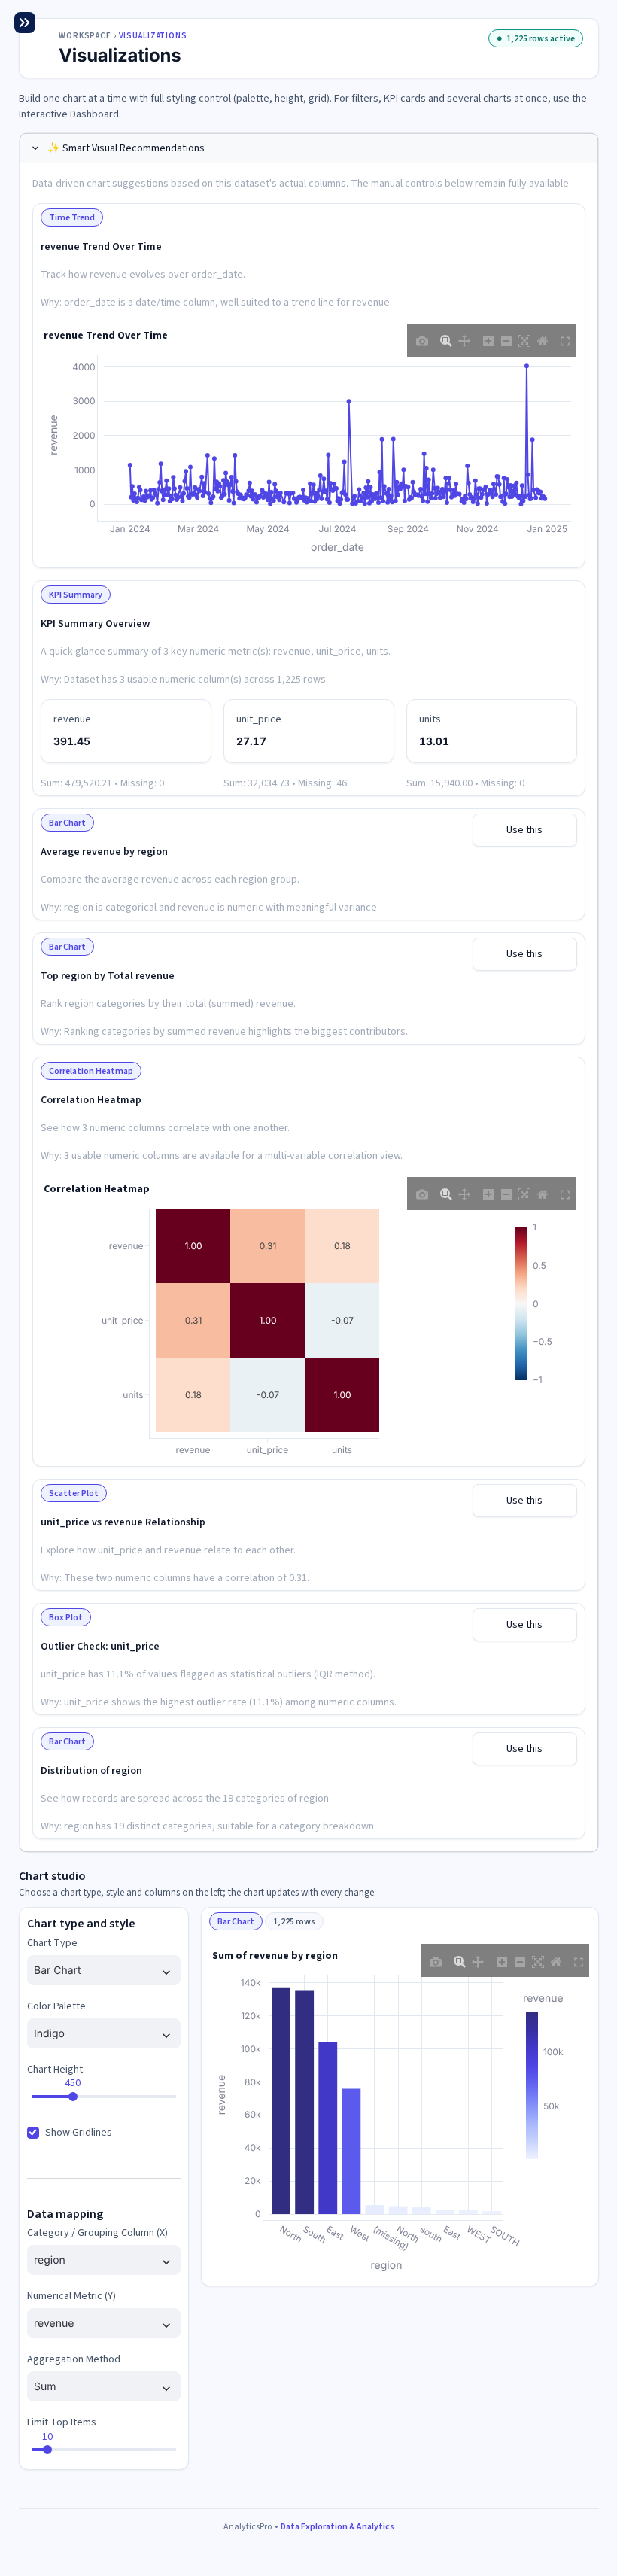 WORKSPACE › VISUALIZATIONS
Visualizations
1,225 rows active
Build one chart at a time with full styling control (palette, height, grid). For filters, KPI cards and several charts at once, use the
Interactive Dashboard.
✨ Smart Visual Recommendations
Data-driven chart suggestions based on this dataset's actual columns. The manual controls below remain fully available.
Time Trend
revenue Trend Over Time
Track how revenue evolves over order_date.
Why: order_date is a date/time column, well suited to a trend line for revenue.
revenue Trend Over Time
4000
3000
2000
1000
0
revenue
Jan 2024 Mar 2024 May 2024 Jul 2024 Sep 2024 Nov 2024 Jan 2025
order_date
KPI Summary
KPI Summary Overview
A quick-glance summary of 3 key numeric metric(s): revenue, unit_price, units.
Why: Dataset has 3 usable numeric column(s) across 1,225 rows.
revenue unit_price units
391.45 27.17 13.01
Sum: 479,520.21 • Missing: 0 Sum: 32,034.73 • Missing: 46 Sum: 15,940.00 • Missing: 0
Bar Chart
Use this
Average revenue by region
Compare the average revenue across each region group.
Why: region is categorical and revenue is numeric with meaningful variance.
Bar Chart
Use this
Top region by Total revenue
Rank region categories by their total (summed) revenue.
Why: Ranking categories by summed revenue highlights the biggest contributors.
Correlation Heatmap
Correlation Heatmap
See how 3 numeric columns correlate with one another.
Why: 3 usable numeric columns are available for a multi-variable correlation view.
Correlation Heatmap
revenue 1.00 0.31 0.18
unit_price 0.31 1.00 -0.07
units 0.18 -0.07 1.00
revenue unit_price units
1
0.5
0
−0.5
−1
Scatter Plot
Use this
unit_price vs revenue Relationship
Explore how unit_price and revenue relate to each other.
Why: These two numeric columns have a correlation of 0.31.
Box Plot
Use this
Outlier Check: unit_price
unit_price has 11.1% of values flagged as statistical outliers (IQR method).
Why: unit_price shows the highest outlier rate (11.1%) among numeric columns.
Bar Chart
Use this
Distribution of region
See how records are spread across the 19 categories of region.
Why: region has 19 distinct categories, suitable for a category breakdown.
Chart studio
Choose a chart type, style and columns on the left; the chart updates with every change.
Chart type and style
Chart Type
Bar Chart
Color Palette
Indigo
Chart Height
450
Show Gridlines
Data mapping
Category / Grouping Column (X)
region
Numerical Metric (Y)
revenue
Aggregation Method
Sum
Limit Top Items
10
Bar Chart 1,225 rows
Sum of revenue by region
140k
120k
100k
80k
60k
40k
20k
0
revenue
North South East West (missing) North south East WEST SOUTH
region
revenue
100k
50k
AnalyticsPro • Data Exploration & Analytics